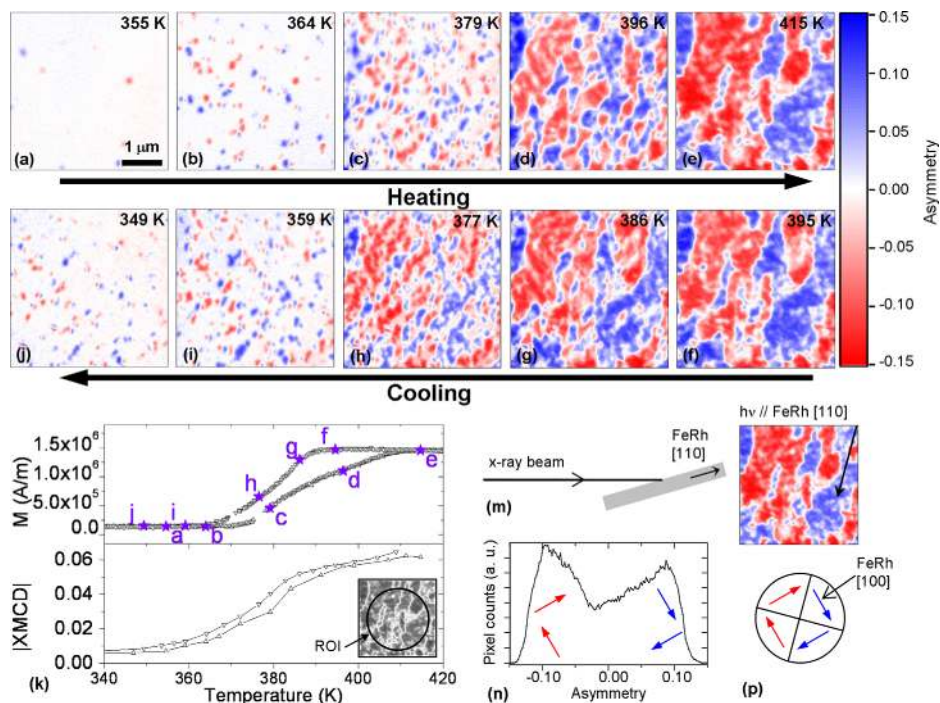 355 K
364 K
379 K
396 K
415 K
1 μm
(a)
(b)
(c)
(d)
(e)
Heating
349 K
359 K
377 K
386 K
395 K
(j)
(i)
(h)
(g)
(f)
Cooling
0.15
0.10
0.05
0.00
-0.05
-0.10
-0.15
Asymmetry
1.5x10⁶
1.0x10⁶
5.0x10⁵
0.0
M (A/m)
j
i
a
b
h
g
f
c
d
e
0.06
0.04
0.02
0.00
|XMCD|
ROI
(k)
340
360
380
400
420
Temperature (K)
x-ray beam
FeRh
[110]
(m)
Pixel counts (a. u.)
-0.10
0.00
0.10
(n)
Asymmetry
hν // FeRh [110]
FeRh
[100]
(p)